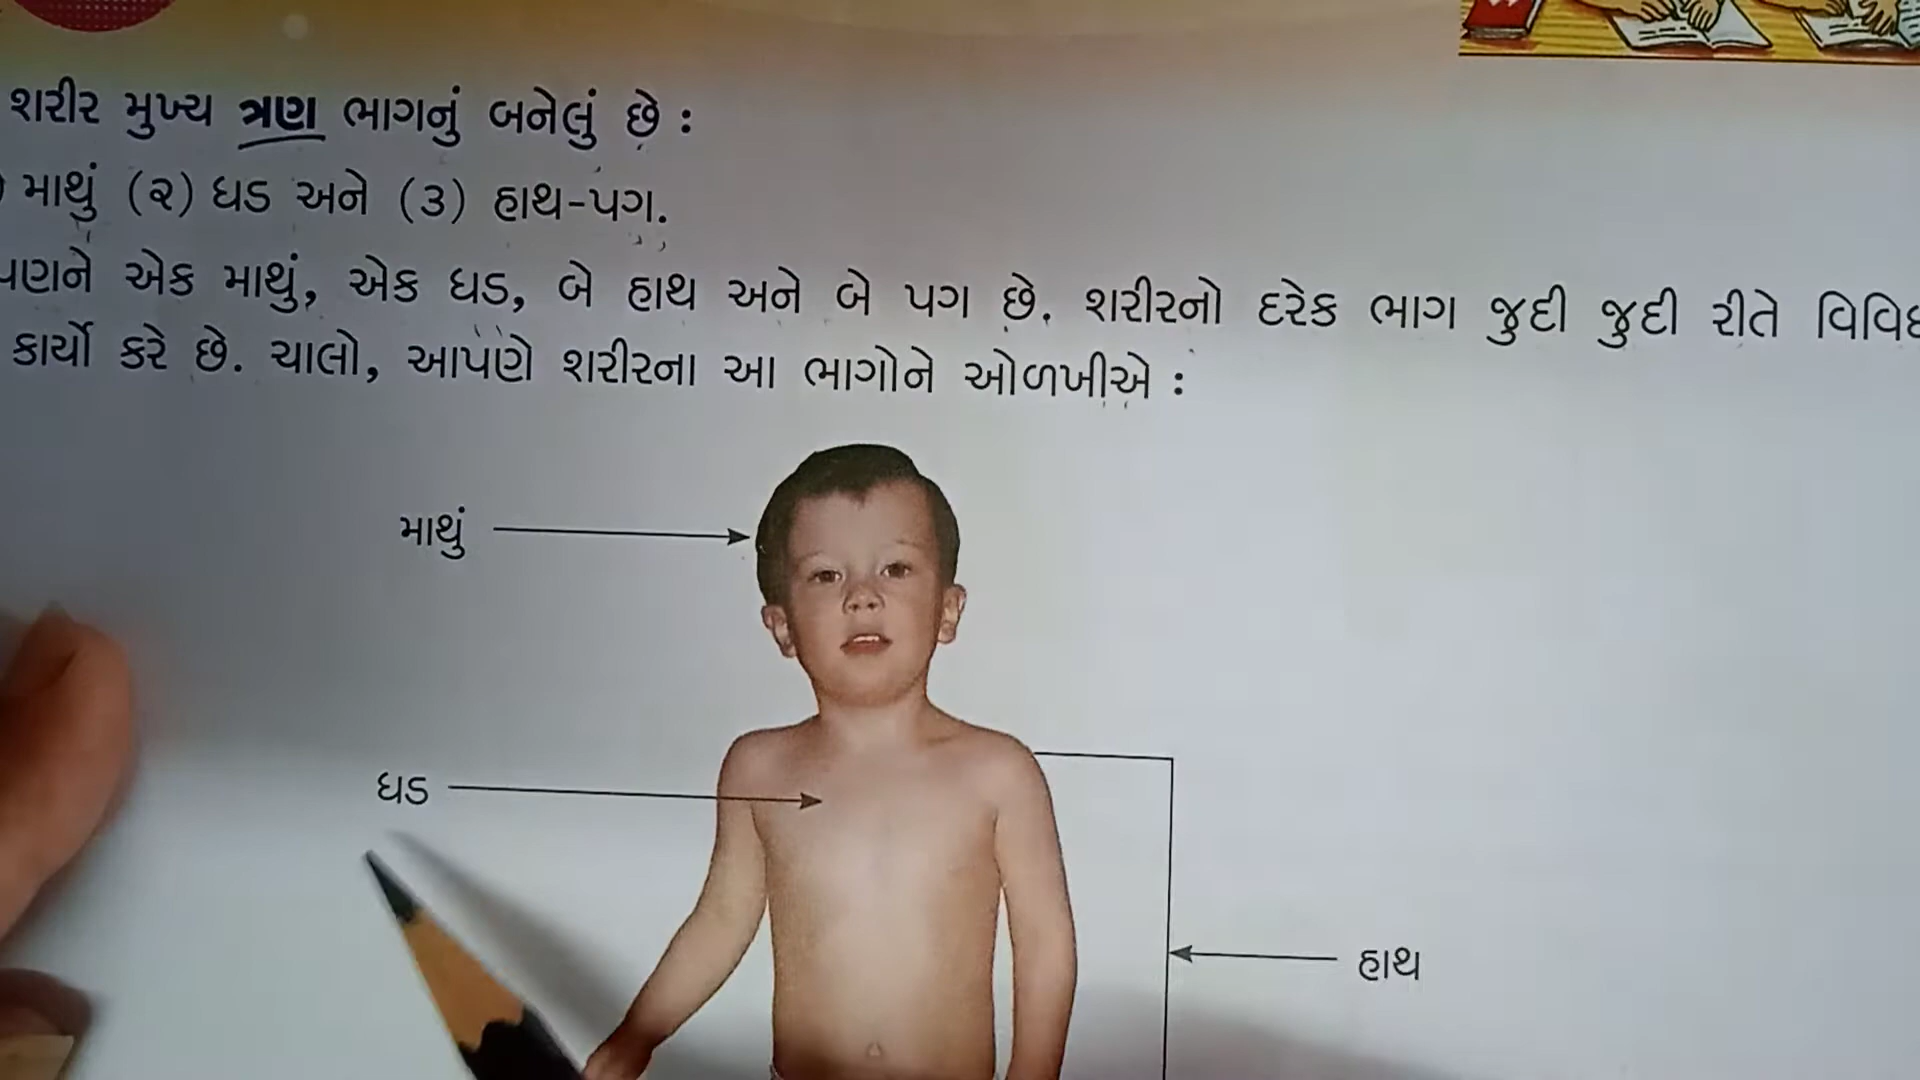 શરીર મુખ્ય ત્રણ ભાગનું બનેલું છે :
માથું (૨) ધડ અને (૩) હાથ-પગ.
એક માથું, એક ધડ, બે હાથ અને બે પગ છે. શરીરનો દરેક ભાગ જુદી જુદી રીતે
કાર્યો કરે છે. ચાલો, આપણે શરીરના આ ભાગોને ઓળખીએ :
માથું
ધડ
હાથ